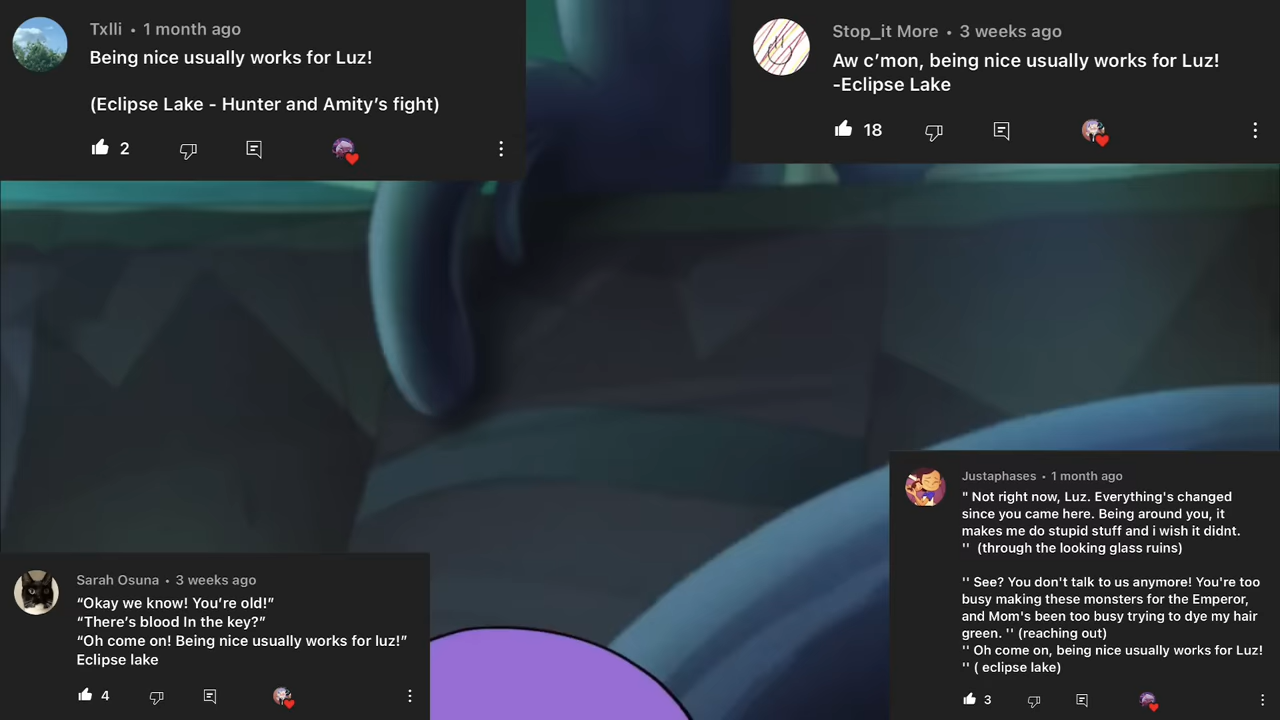 Txlli • 1 month ago
Being nice usually works for Luz!
(Eclipse Lake - Hunter and Amity’s fight)
2
Stop_it More • 3 weeks ago
Aw c’mon, being nice usually works for Luz!
-Eclipse Lake
18
Sarah Osuna • 3 weeks ago
“Okay we know! You’re old!”
“There’s blood In the key?”
“Oh come on! Being nice usually works for luz!”
Eclipse lake
4
Justaphases • 1 month ago
" Not right now, Luz. Everything's changed
since you came here. Being around you, it
makes me do stupid stuff and i wish it didnt.
'' (through the looking glass ruins)
'' See? You don't talk to us anymore! You're too
busy making these monsters for the Emperor,
and Mom's been too busy trying to dye my hair
green. '' (reaching out)
'' Oh come on, being nice usually works for Luz!
'' ( eclipse lake)
3